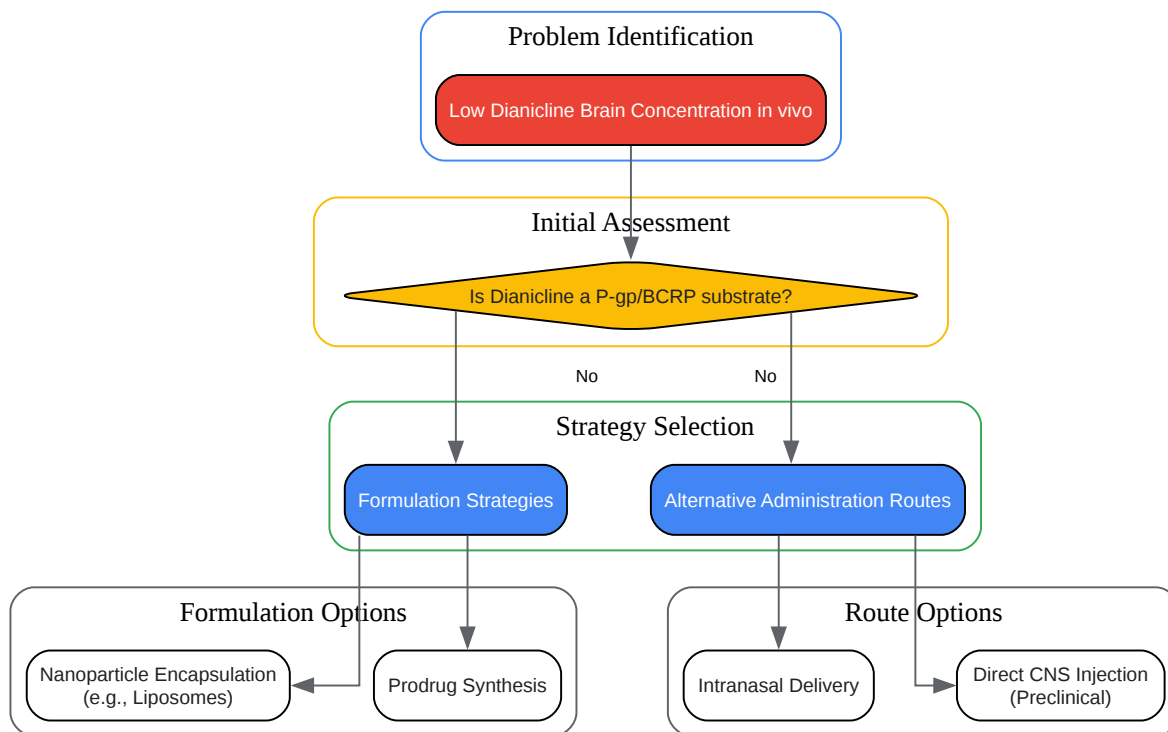 Problem Identification
Low Dianicline Brain Concentration in vivo
Initial Assessment
Is Dianicline a P-gp/BCRP substrate?
No
No
Strategy Selection
Formulation Strategies
Alternative Administration Routes
Formulation Options
Route Options
Nanoparticle Encapsulation
(e.g., Liposomes)
Prodrug Synthesis
Intranasal Delivery
Direct CNS Injection
(Preclinical)